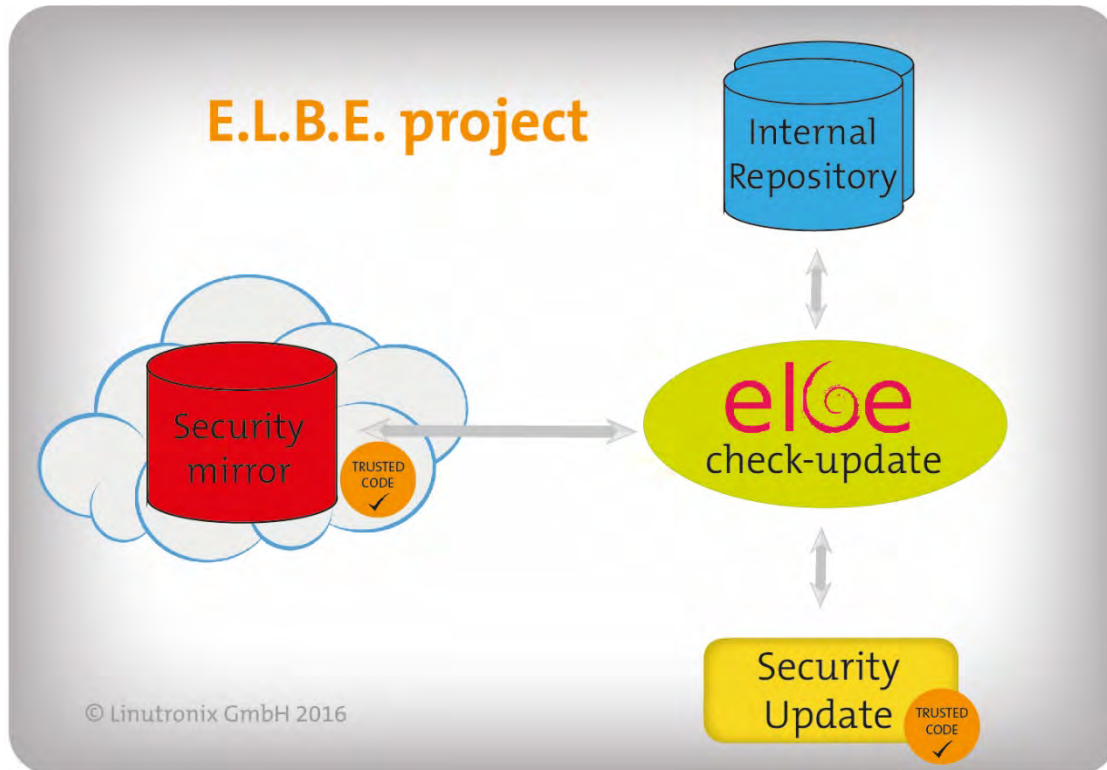 E.L.B.E. project
Internal
Repository
Security
mirror
TRUSTED
CODE
elbe
check-update
Security
Update
TRUSTED
CODE
© Linutronix GmbH 2016